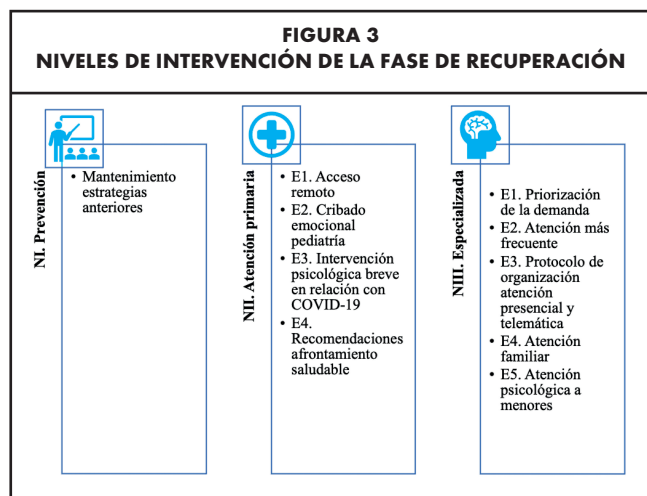 FIGURA 3
NIVELES DE INTERVENCIÓN DE LA FASE DE RECUPERACIÓN
NI. Prevención
• Mantenimiento
estrategias
anteriores
NII. Atención primaria
• E1. Acceso
remoto
• E2. Cribado
emocional
pediatría
• E3. Intervención
psicológica breve
en relación con
COVID-19
• E4.
Recomendaciones
afrontamiento
saludable
NIII. Especializada
• E1. Priorización
de la demanda
• E2. Atención más
frecuente
• E3. Protocolo de
organización
atención
presencial y
telemática
• E4. Atención
familiar
• E5. Atención
psicológica a
menores